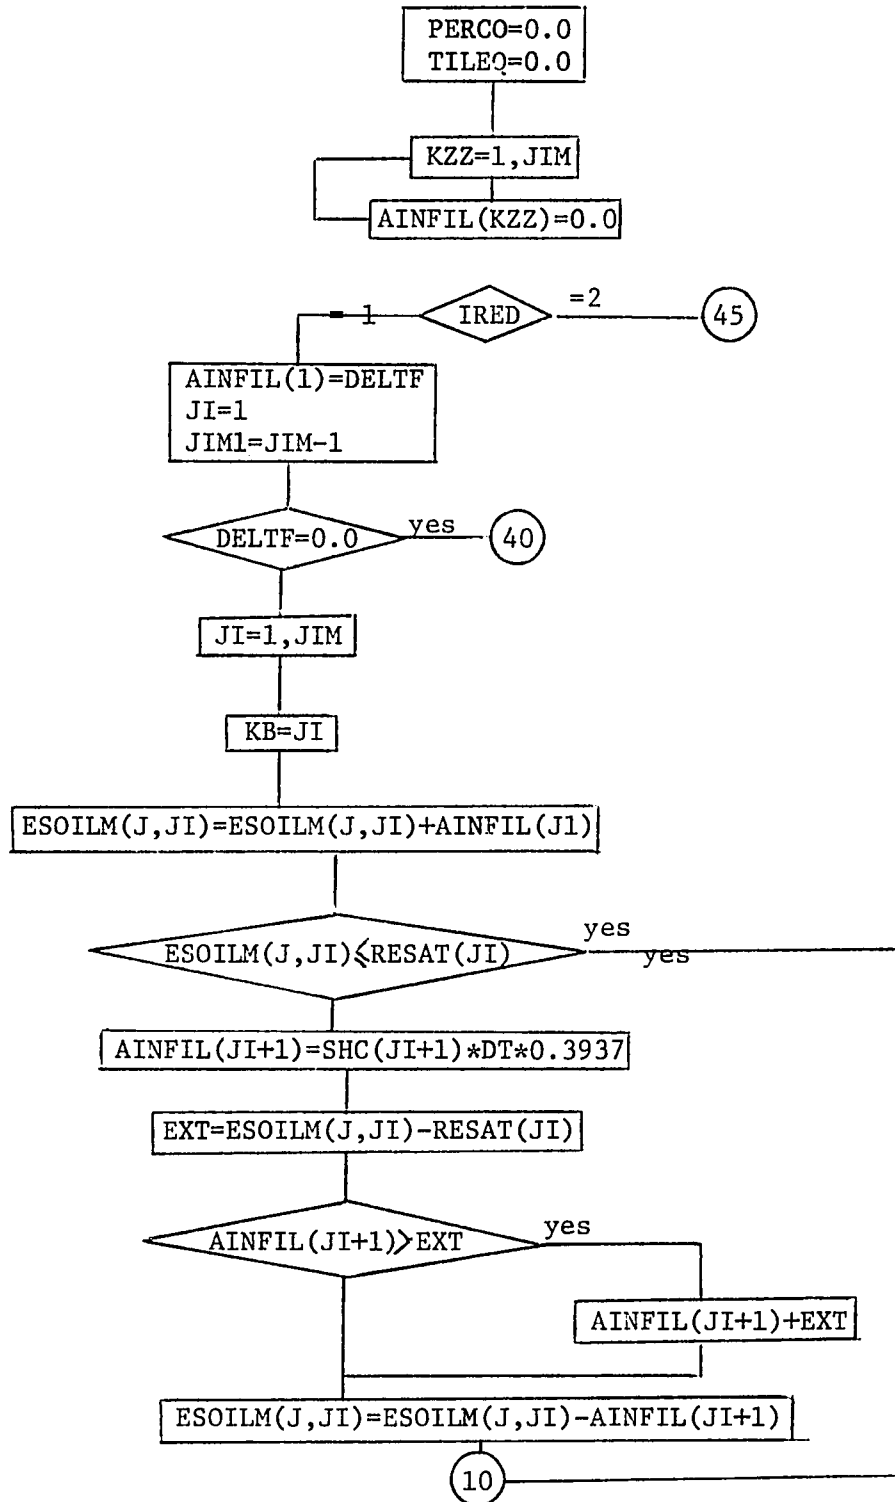 PERCO=0.0
TILEQ=0.0
KZZ=1,JIM
AINFIL(KZZ)=0.0
=1
IRED
=2
45
AINFIL(1)=DELTF
JI=1
JIM1=JIM-1
DELTF=0.0
yes
40
JI=1,JIM
KB=JI
ESOILM(J,JI)=ESOILM(J,JI)+AINFIL(J1)
ESOILM(J,JI)⩽RESAT(JI)
yes
yes
AINFIL(JI+1)=SHC(JI+1)*DT*0.3937
EXT=ESOILM(J,JI)-RESAT(JI)
AINFIL(JI+1)>EXT
yes
AINFIL(JI+1)+EXT
ESOILM(J,JI)=ESOILM(J,JI)-AINFIL(JI+1)
10